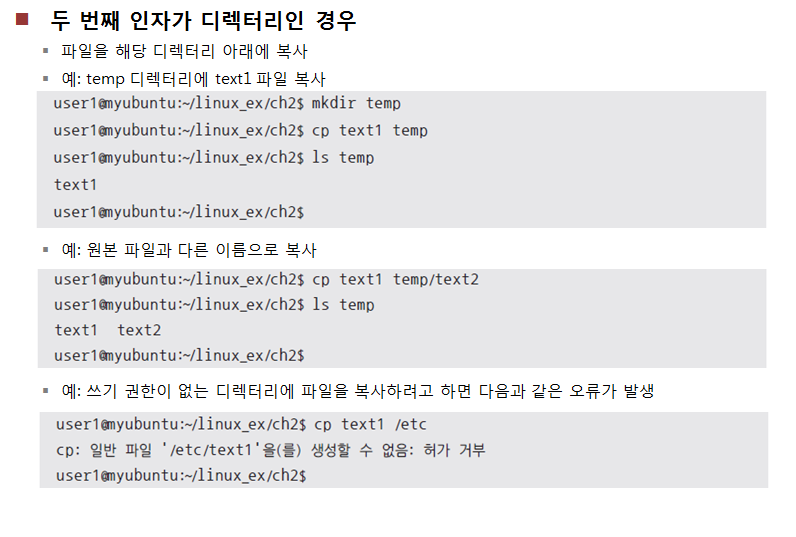 두 번째 인자가 디렉터리인 경우
파일을 해당 디렉터리 아래에 복사
예: temp 디렉터리에 text1 파일 복사
user1@myubuntu:~/linux_ex/ch2$ mkdir temp
user1@myubuntu:~/linux_ex/ch2$ cp text1 temp
user1@myubuntu:~/linux_ex/ch2$ ls temp
text1
user1@myubuntu:~/linux_ex/ch2$
예: 원본 파일과 다른 이름으로 복사
user1@myubuntu:~/linux_ex/ch2$ cp text1 temp/text2
user1@myubuntu:~/linux_ex/ch2$ ls temp
text1  text2
user1@myubuntu:~/linux_ex/ch2$
예: 쓰기 권한이 없는 디렉터리에 파일을 복사하려고 하면 다음과 같은 오류가 발생
user1@myubuntu:~/linux_ex/ch2$ cp text1 /etc
cp: 일반 파일 '/etc/text1'을(를) 생성할 수 없음: 허가 거부
user1@myubuntu:~/linux_ex/ch2$